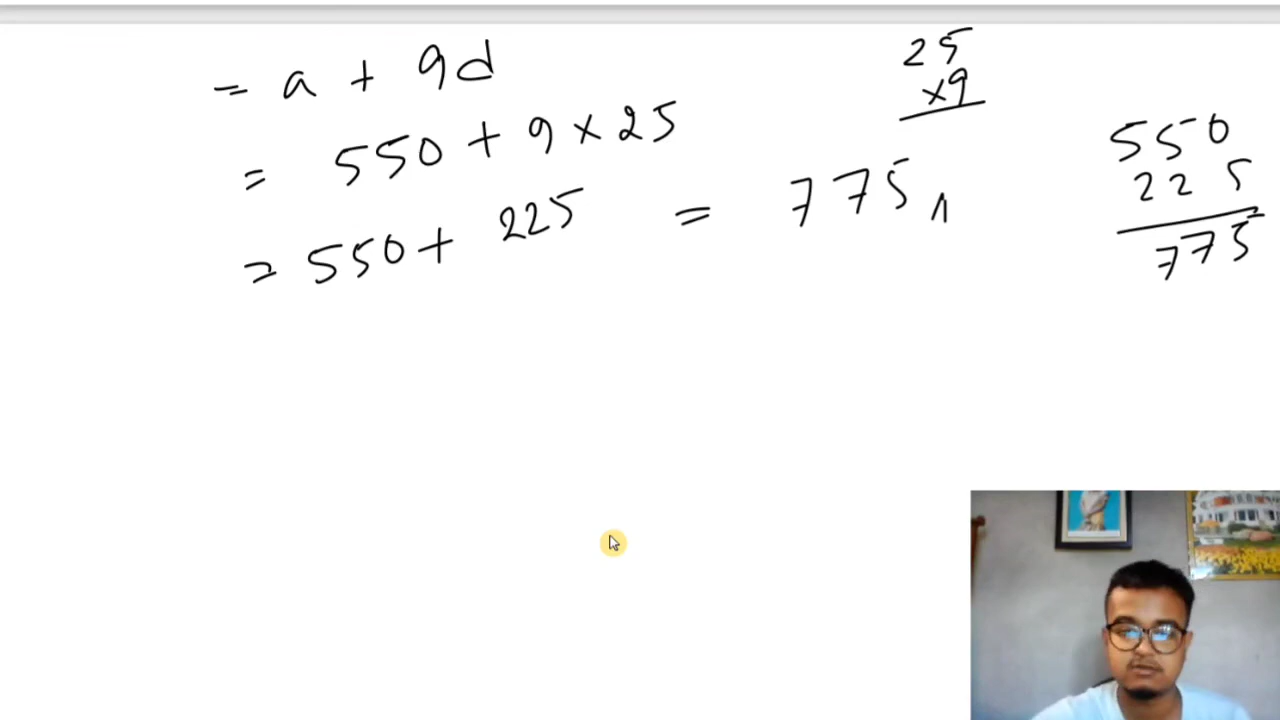 = a + 9d
= 550 + 9 × 25
= 550 + 225 = 775
25
×9
550
225
775